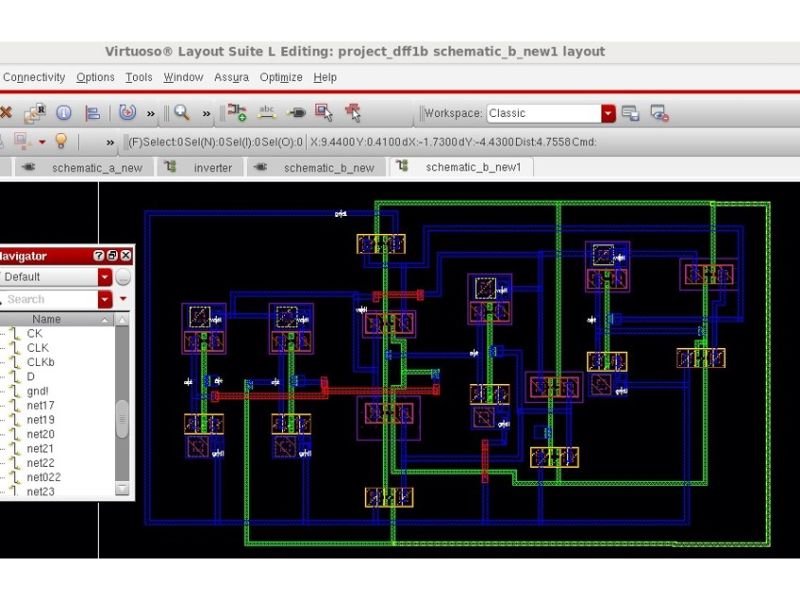 Virtuoso® Layout Suite L Editing: project_dff1b schematic_b_new1 layout
Connectivity Options Tools Window Assura Optimize Help
» » abc Workspace: Classic
» (F)Select:0 Sel(N):0 Sel(I):0 Sel(O):0 X:9.4400 Y:0.4100 dX:-1.7300 dY:-4.4300 Dist:4.7558 Cmd:
schematic_a_new inverter schematic_b_new schematic_b_new1
Navigator
Default
Search
Name
CK
CLK
CLKb
D
gnd!
net17
net19
net20
net21
net22
net022
net23